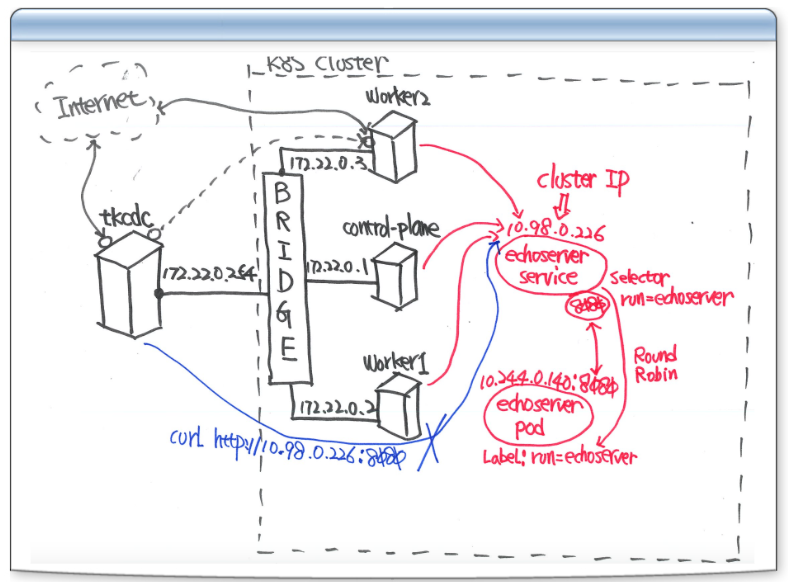 K8S Cluster
Internet
Worker2
172.22.0.3
cluster IP
tkcdc
BRIDGE
control-plane
10.98.0.226
echoserver
service
172.22.0.254
172.22.0.1
Selector
run=echoserver
8080
Round
Robin
Worker1
10.244.0.140:8080
echoserver
pod
172.22.0.2
curl http://10.98.0.226:8080
Label: run=echoserver